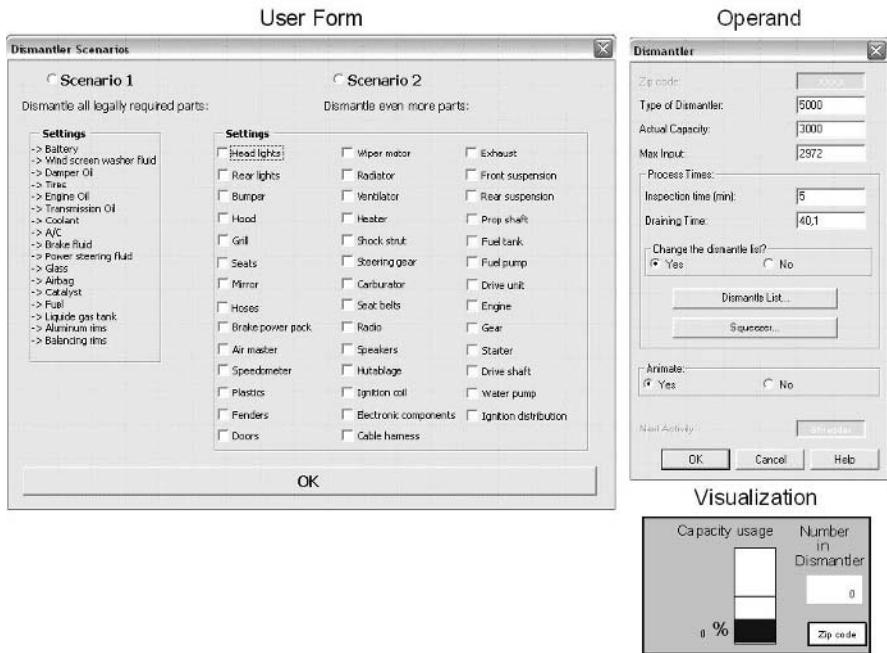 User Form
Dismantler Scenarios
Scenario 1
Scenario 2
Dismantle all legally required parts:
Dismantle even more parts:
Settings
-> Battery
-> Wind screen washer fluid
-> Damper Oil
-> Tires
-> Engine Oil
-> Transmission Oil
-> Coolant
-> A/C
-> Brake fluid
-> Power steering fluid
-> Glass
-> Airbag
-> Catalyst
-> Fuel
-> Liquide gas tank
-> Aluminum rims
-> Balancing rims
Settings
Head lights
Rear lights
Bumper
Hood
Grill
Seats
Mirror
Hoses
Brake power pack
Air master
Speedometer
Plastics
Fenders
Doors
Wiper motor
Radiator
Ventilator
Heater
Shock strut
Steering gear
Carburator
Seat belts
Radio
Speakers
Hutablage
Ignition coil
Electronic components
Cable harness
Exhaust
Front suspension
Rear suspension
Prop shaft
Fuel tank
Fuel pump
Drive unit
Engine
Gear
Starter
Drive shaft
Water pump
Ignition distribution
OK
Operand
Dismantler
Zip code:
Type of Dismantler: 5000
Actual Capacity: 3000
Max Input: 2972
Process Times:
Inspection time (min): 5
Draining Time: 40,1
Change the dismantle list?
Yes No
Dismantle List...
Squeezer...
Animate:
Yes No
Next Activity Shredder
OK Cancel Help
Visualization
Capacity usage
Number
in
Dismantler
0
0 %
Zip code